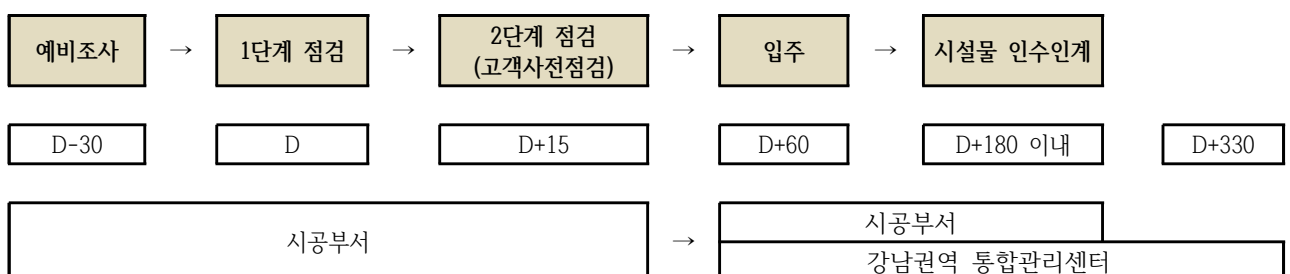 예비조사 → 1단계 점검 → 2단계 점검 (고객사전점검) → 입주 → 시설물 인수인계
D-30 D D+15 D+60 D+180 이내 D+330
시공부서 → 시공부서
강남권역 통합관리센터